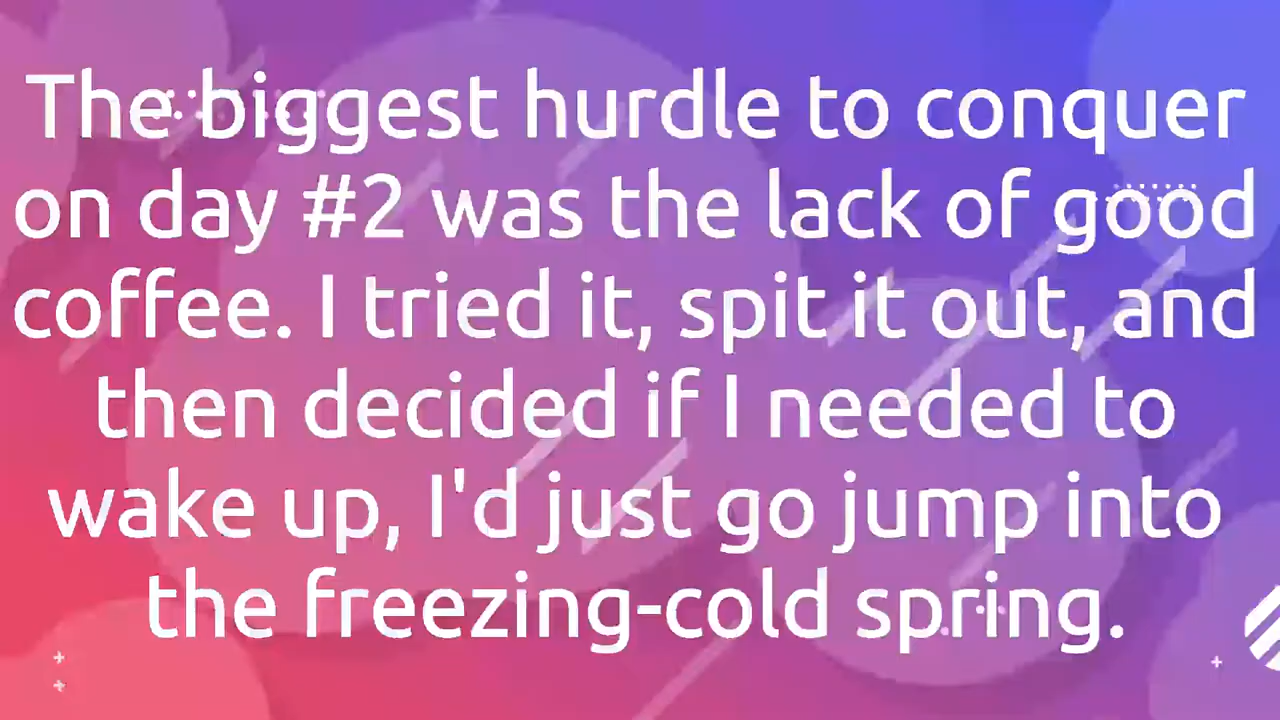 The biggest hurdle to conquer
on day #2 was the lack of good
coffee. I tried it, spit it out, and
then decided if I needed to
wake up, I'd just go jump into
the freezing-cold spring.